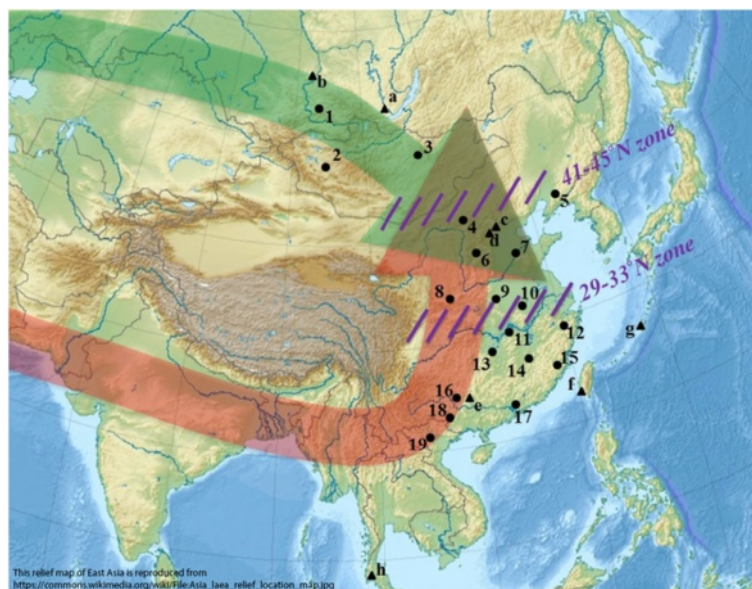 b
a
1
2
3
41-45°N zone
5
4
c
d
6
7
29-33°N zone
8
9
10
11
12
g
13
14
15
16
e
f
17
18
19
h
This relief map of East Asia is reproduced from
https://commons.wikimedia.org/wiki/File:Asia_laea_relief_location_map.jpg